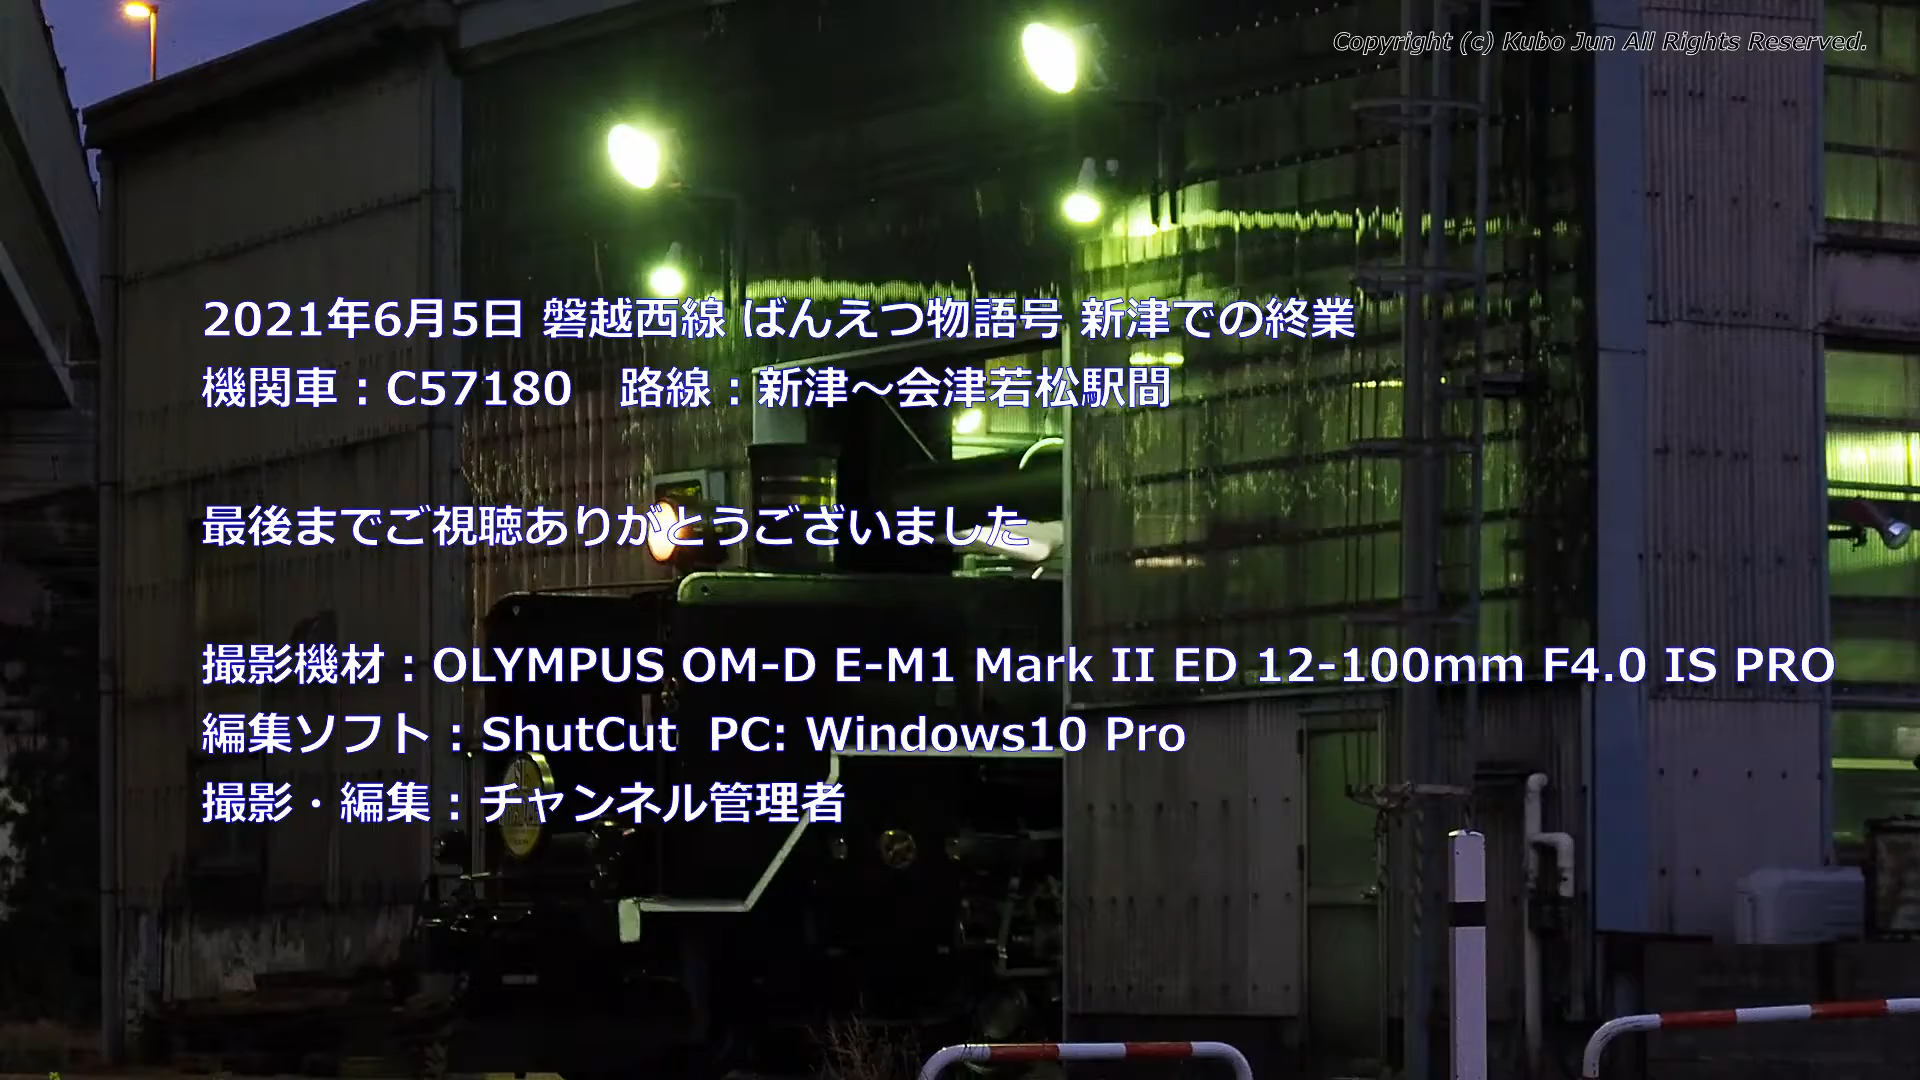 Copyright (c) Kubo Jun All Rights Reserved.
2021年6月5日 磐越西線 ばんえつ物語号 新津での終業
機関車：C57180　路線：新津～会津若松駅間
最後までご視聴ありがとうございました
撮影機材：OLYMPUS OM-D E-M1 Mark II ED 12-100mm F4.0 IS PRO
編集ソフト：ShutCut  PC: Windows10 Pro
撮影・編集：チャンネル管理者